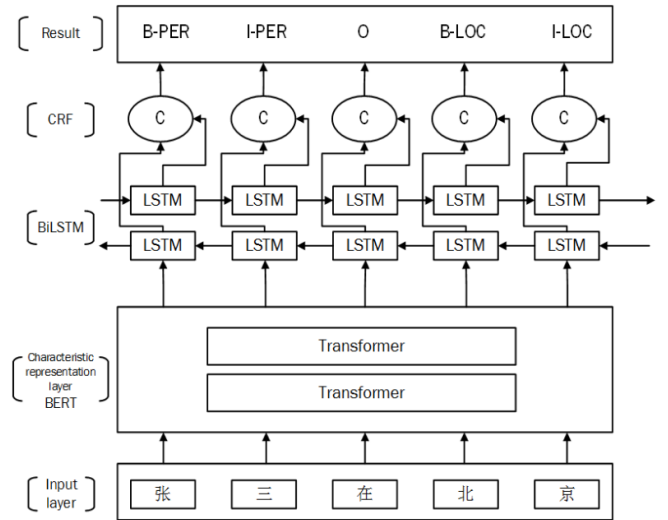 Result
B-PER I-PER O B-LOC I-LOC
CRF
C C C C C
LSTM LSTM LSTM LSTM LSTM
BiLSTM
LSTM LSTM LSTM LSTM LSTM
Transformer
Characteristic
representation
layer
BERT
Transformer
Input
layer
张 三 在 北 京